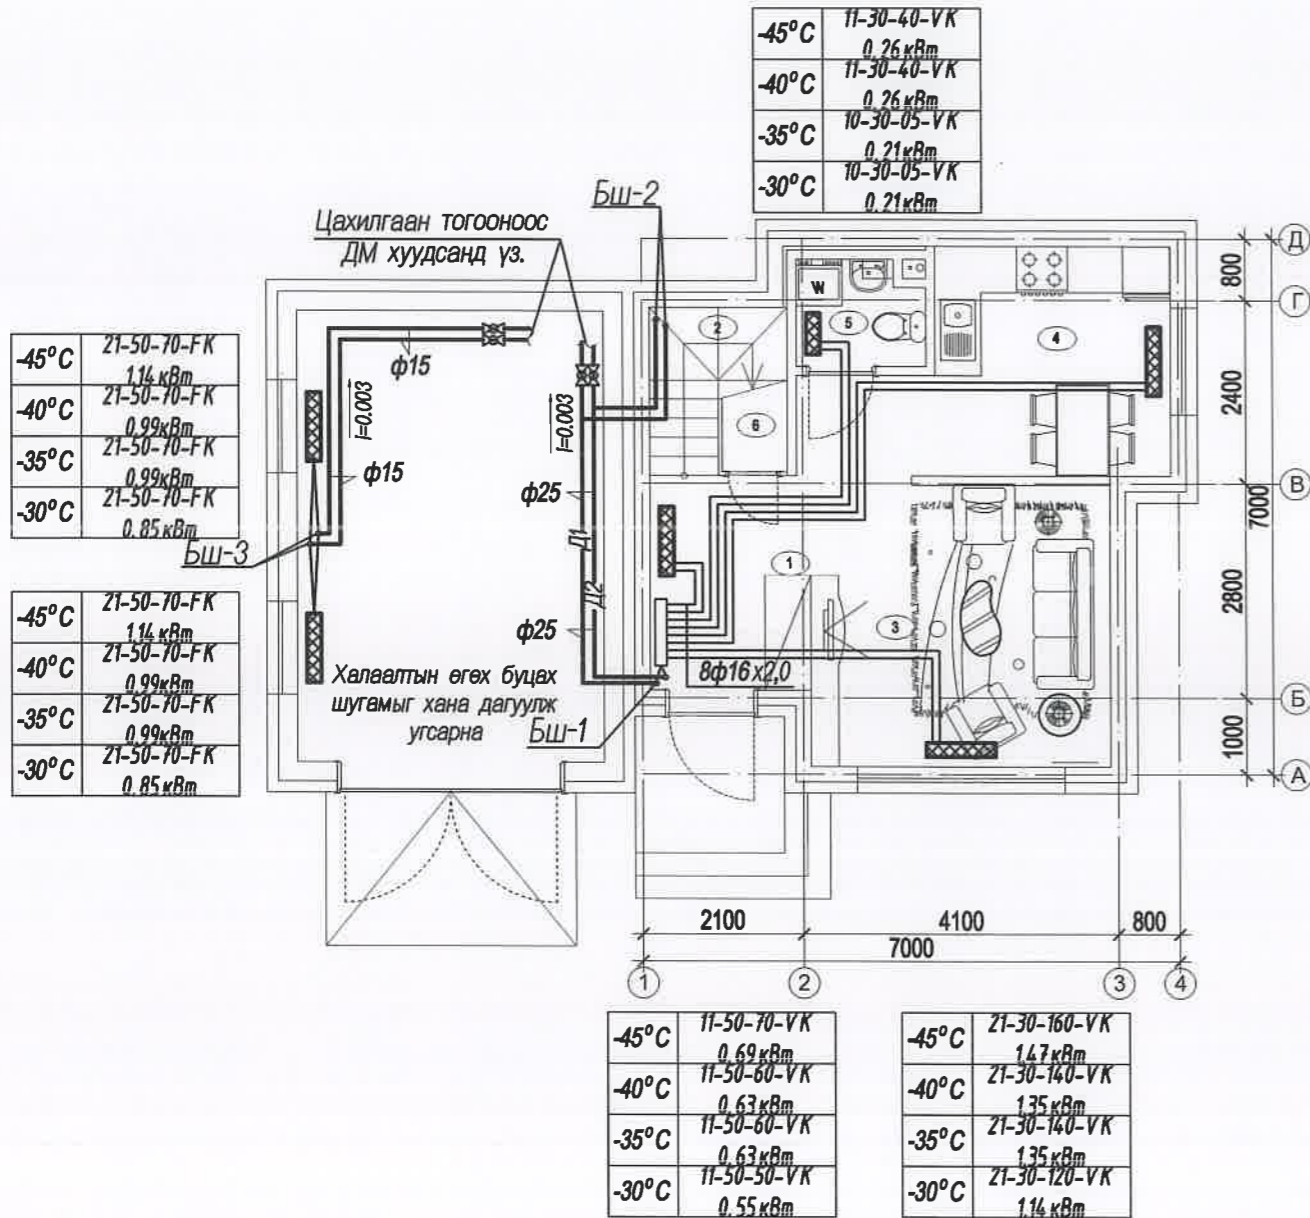 -45°C 11-30-40-VK
0.26кВт
-40°C 11-30-40-VK
0.26кВт
-35°C 10-30-05-VK
0.21кВт
-30°C 10-30-05-VK
0.21кВт
Бш-2
Цахилгаан тогооноос
ДМ хуудсанд үз.
Д
800
Г
W
2
5
4
-45°C 21-50-70-FK
1.14кВт
-40°C 21-50-70-FK
0.99кВт
-35°C 21-50-70-FK
0.99кВт
-30°C 21-50-70-FK
0.85кВт
ф15
i=0.003
i=0.003
2400
6
ф15
ф25
В
7000
Бш-3
Д1
1
Д2
2800
-45°C 21-50-70-FK
1.14кВт
-40°C 21-50-70-FK
0.99кВт
-35°C 21-50-70-FK
0.99кВт
-30°C 21-50-70-FK
0.85кВт
ф25
3
Халаалтын өгөх буцах
шугамыг хана дагуулж
угсарна
8ф16x2,0
Бш-1
Б
1000
А
2100 4100 800
7000
1 2 3 4
-45°C 11-50-70-VK
0.69кВт
-40°C 11-50-60-VK
0.63кВт
-35°C 11-50-60-VK
0.63кВт
-30°C 11-50-50-VK
0.55кВт
-45°C 21-30-160-VK
1.47кВт
-40°C 21-30-140-VK
1.35кВт
-35°C 21-30-140-VK
1.35кВт
-30°C 21-30-120-VK
1.14кВт